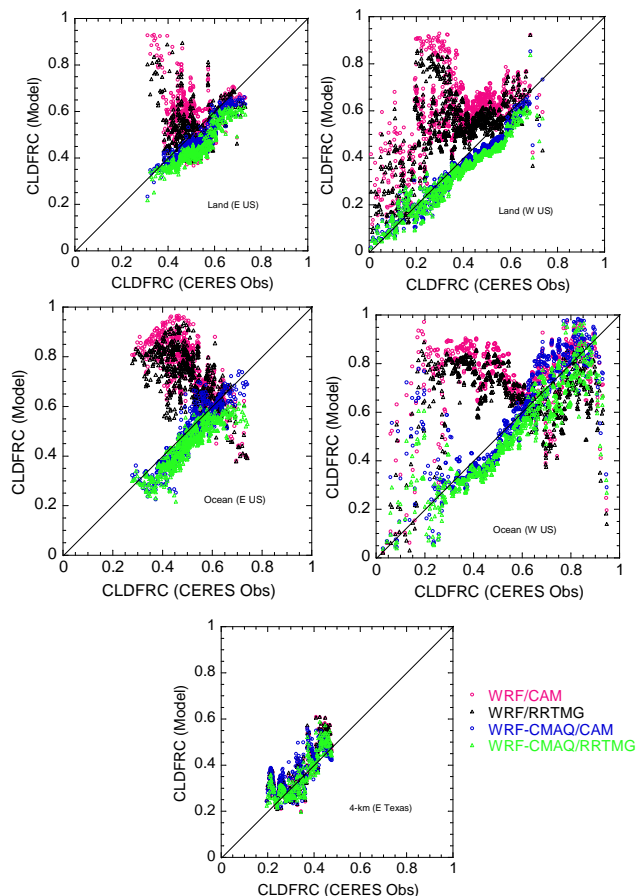 1
0.8
0.6
0.4
0.2
0
CLDFRC (Model)
Land (E US)
0 0.2 0.4 0.6 0.8 1
CLDFRC (CERES Obs)
1
0.8
0.6
0.4
0.2
0
CLDFRC (Model)
Land (W US)
0 0.2 0.4 0.6 0.8 1
CLDFRC (CERES Obs)
1
0.8
0.6
0.4
0.2
0
CLDFRC (Model)
Ocean (E US)
0 0.2 0.4 0.6 0.8 1
CLDFRC (CERES Obs)
1
0.8
0.6
0.4
0.2
0
CLDFRC (Model)
Ocean (W US)
0 0.2 0.4 0.6 0.8 1
CLDFRC (CERES Obs)
1
0.8
0.6
0.4
0.2
0
CLDFRC (Model)
4-km (E Texas)
0 0.2 0.4 0.6 0.8 1
CLDFRC (CERES Obs)
WRF/CAM
WRF/RRTMG
WRF-CMAQ/CAM
WRF-CMAQ/RRTMG